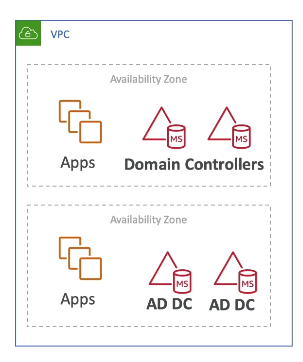 VPC
Availability Zone
MS MS
Apps Domain Controllers
Availability Zone
MS MS
Apps AD DC AD DC